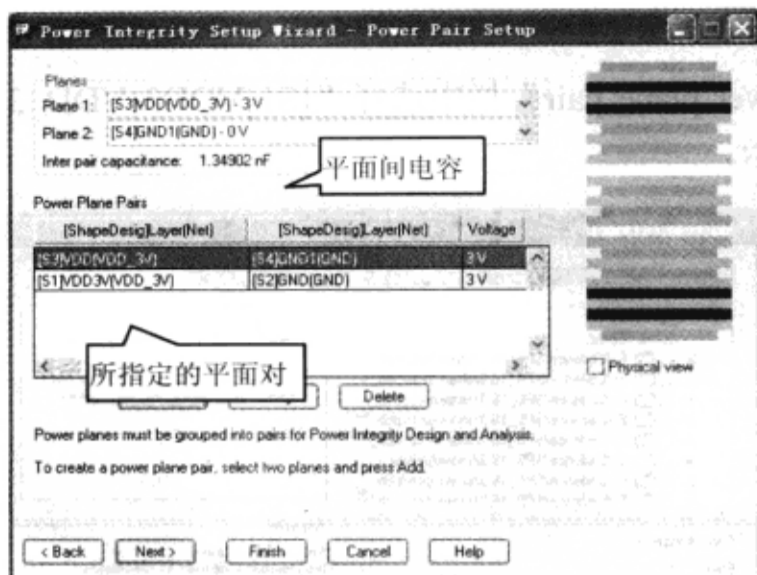 Power Integrity Setup Wizard - Power Pair Setup
Planes
Plane 1: [S3]VDD(VDD_3V) - 3 V
Plane 2: [S4]GND1(GND) - 0 V
Inter pair capacitance: 1.34902 nF
平面间电容
Power Plane Pairs
[ShapeDesig]Layer(Net) [ShapeDesig]Layer(Net) Voltage
[S3]VDD(VDD_3V) [S4]GND1(GND) 3 V
[S1]VDD3V(VDD_3V) [S2]GND(GND) 3 V
所指定的平面对
Physical view
Delete
Power planes must be grouped into pairs for Power Integrity Design and Analysis.
To create a power plane pair, select two planes and press Add.
< Back Next > Finish Cancel Help